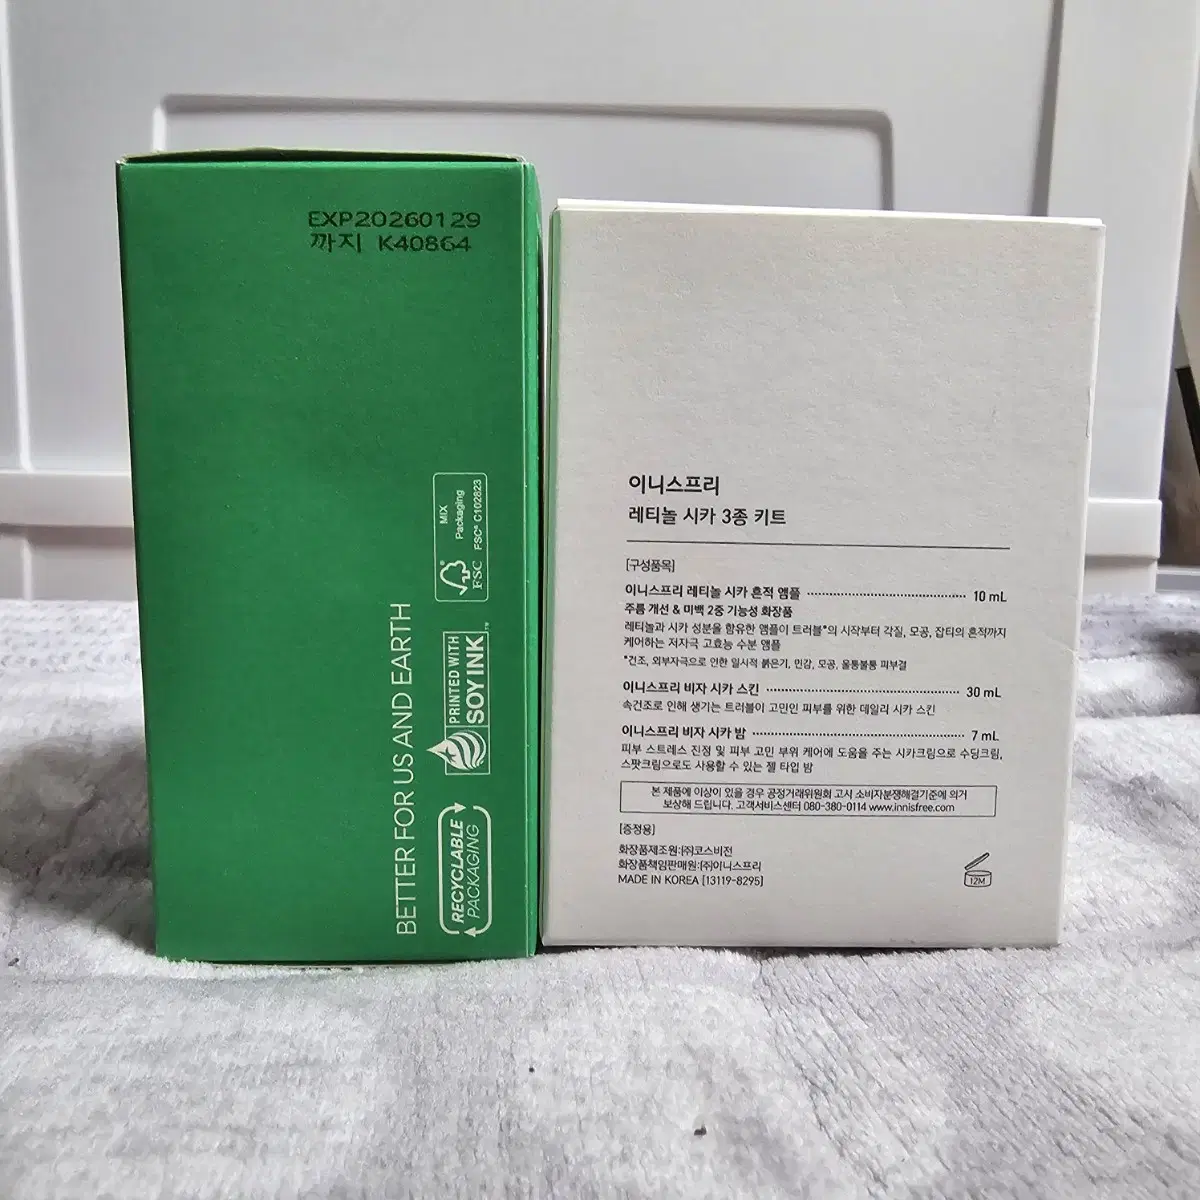 EXP20260129
까지 K40864
MIX
Packaging
FSC® C102823
FSC
PRINTED WITH
SOY INK™
RECYCLABLE
PACKAGING
BETTER FOR US AND EARTH
이니스프리
레티놀 시카 3종 키트
[구성품목]
이니스프리 레티놀 시카 흔적 앰플 10 mL
주름 개선 & 미백 2중 기능성 화장품
레티놀과 시카 성분을 함유한 앰플이 트러블*의 시작부터 각질, 모공, 잡티의 흔적까지
케어하는 저자극 고효능 수분 앰플
*건조, 외부자극으로 인한 일시적 붉은기, 민감, 모공, 울퉁불퉁 피부결
이니스프리 비자 시카 스킨 30 mL
속건조로 인해 생기는 트러블이 고민인 피부를 위한 데일리 시카 스킨
이니스프리 비자 시카 밤 7 mL
피부 스트레스 진정 및 피부 고민 부위 케어에 도움을 주는 시카크림으로 수딩크림,
스팟크림으로도 사용할 수 있는 젤 타입 밤
본 제품에 이상이 있을 경우 공정거래위원회 고시 소비자분쟁해결기준에 의거
보상해 드립니다. 고객서비스센터 080-380-0114 www.innisfree.com
[증정용]
화장품제조원:㈜코스비전
화장품책임판매원:㈜이니스프리
MADE IN KOREA [13119-8295]
12M